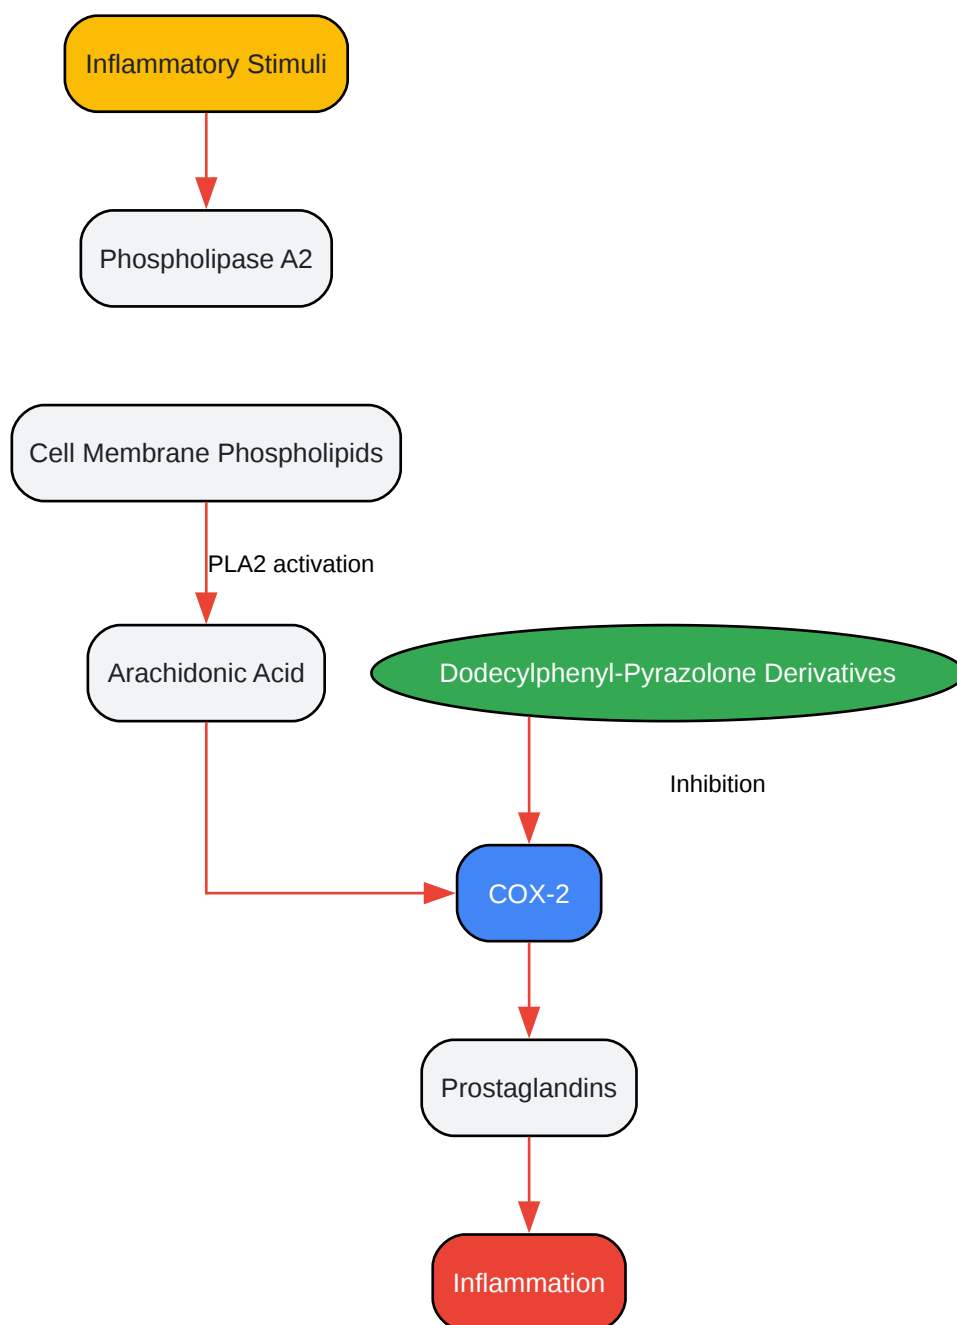 Inflammatory Stimuli
Phospholipase A2
Cell Membrane Phospholipids
PLA2 activation
Arachidonic Acid
Dodecylphenyl-Pyrazolone Derivatives
Inhibition
COX-2
Prostaglandins
Inflammation